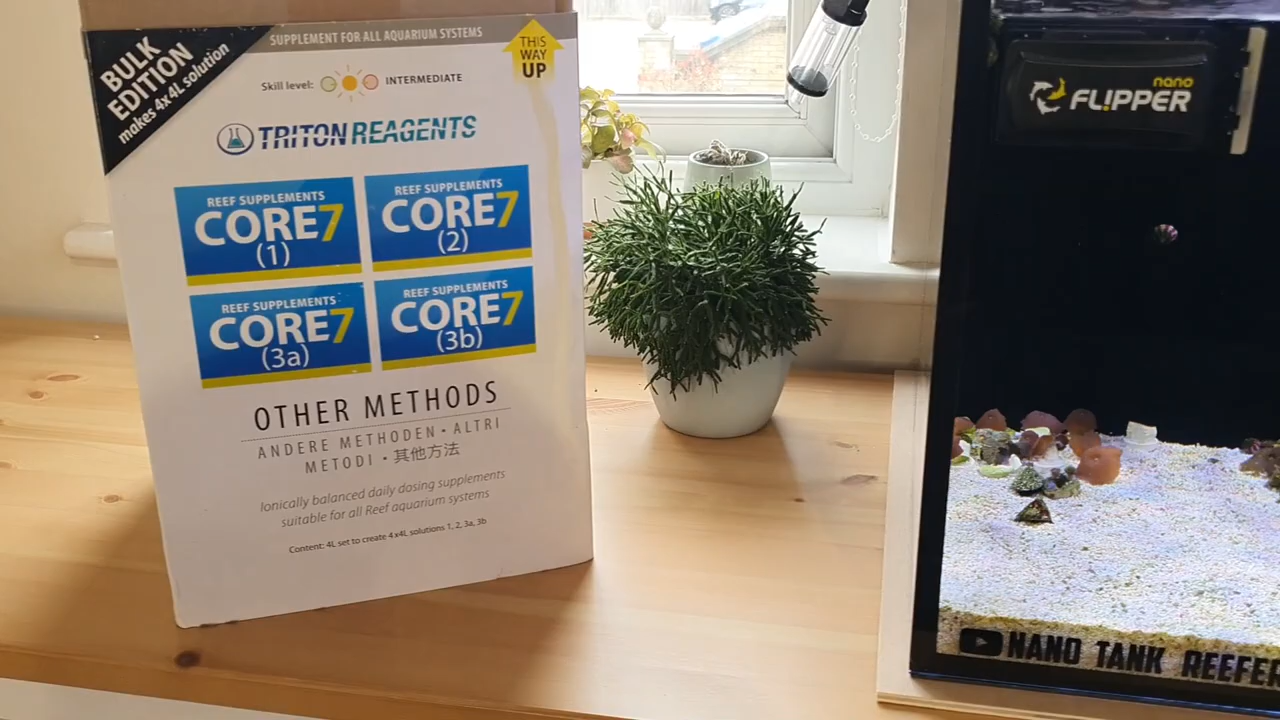 BULK
EDITION
makes 4x4L solution
SUPPLEMENT FOR ALL AQUARIUM SYSTEMS
THIS
WAY
UP
Skill level: INTERMEDIATE
TRITON REAGENTS
REEF SUPPLEMENTS
CORE7
(1)
REEF SUPPLEMENTS
CORE7
(2)
REEF SUPPLEMENTS
CORE7
(3a)
REEF SUPPLEMENTS
CORE7
(3b)
OTHER METHODS
ANDERE METHODEN • ALTRI
METODI • 其他方法
Ionically balanced daily dosing supplements
suitable for all Reef aquarium systems
Content: 4L set to create 4x4L solutions 1, 2, 3a, 3b
nano
FL!PPER
NANO TANK REEFER